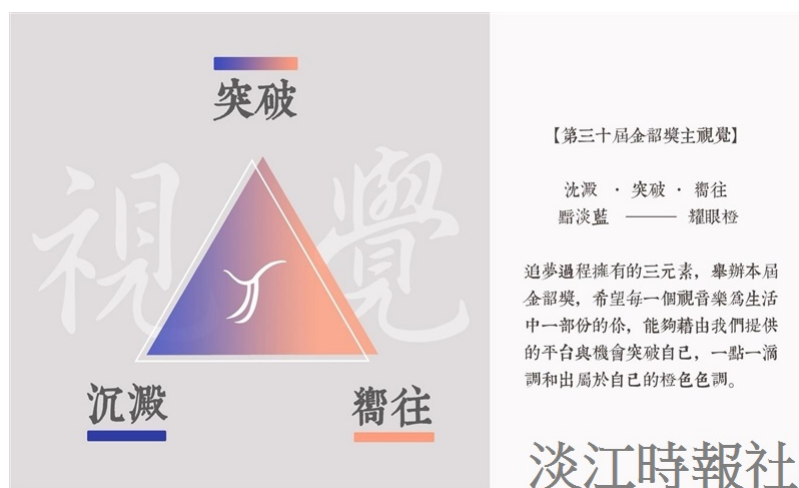 突破
視覺
沉澱
嚮往
【第三十屆金韶獎主視覺】
沈澱 · 突破 · 嚮往
黯淡藍 —— 耀眼橙
追夢過程擁有的三元素，舉辦本屆
金韶獎，希望每一個視音樂為生活
中一部份的你，能夠藉由我們提供
的平台與機會突破自己，一點一滴
調和出屬於自己的橙色色調。
淡江時報社